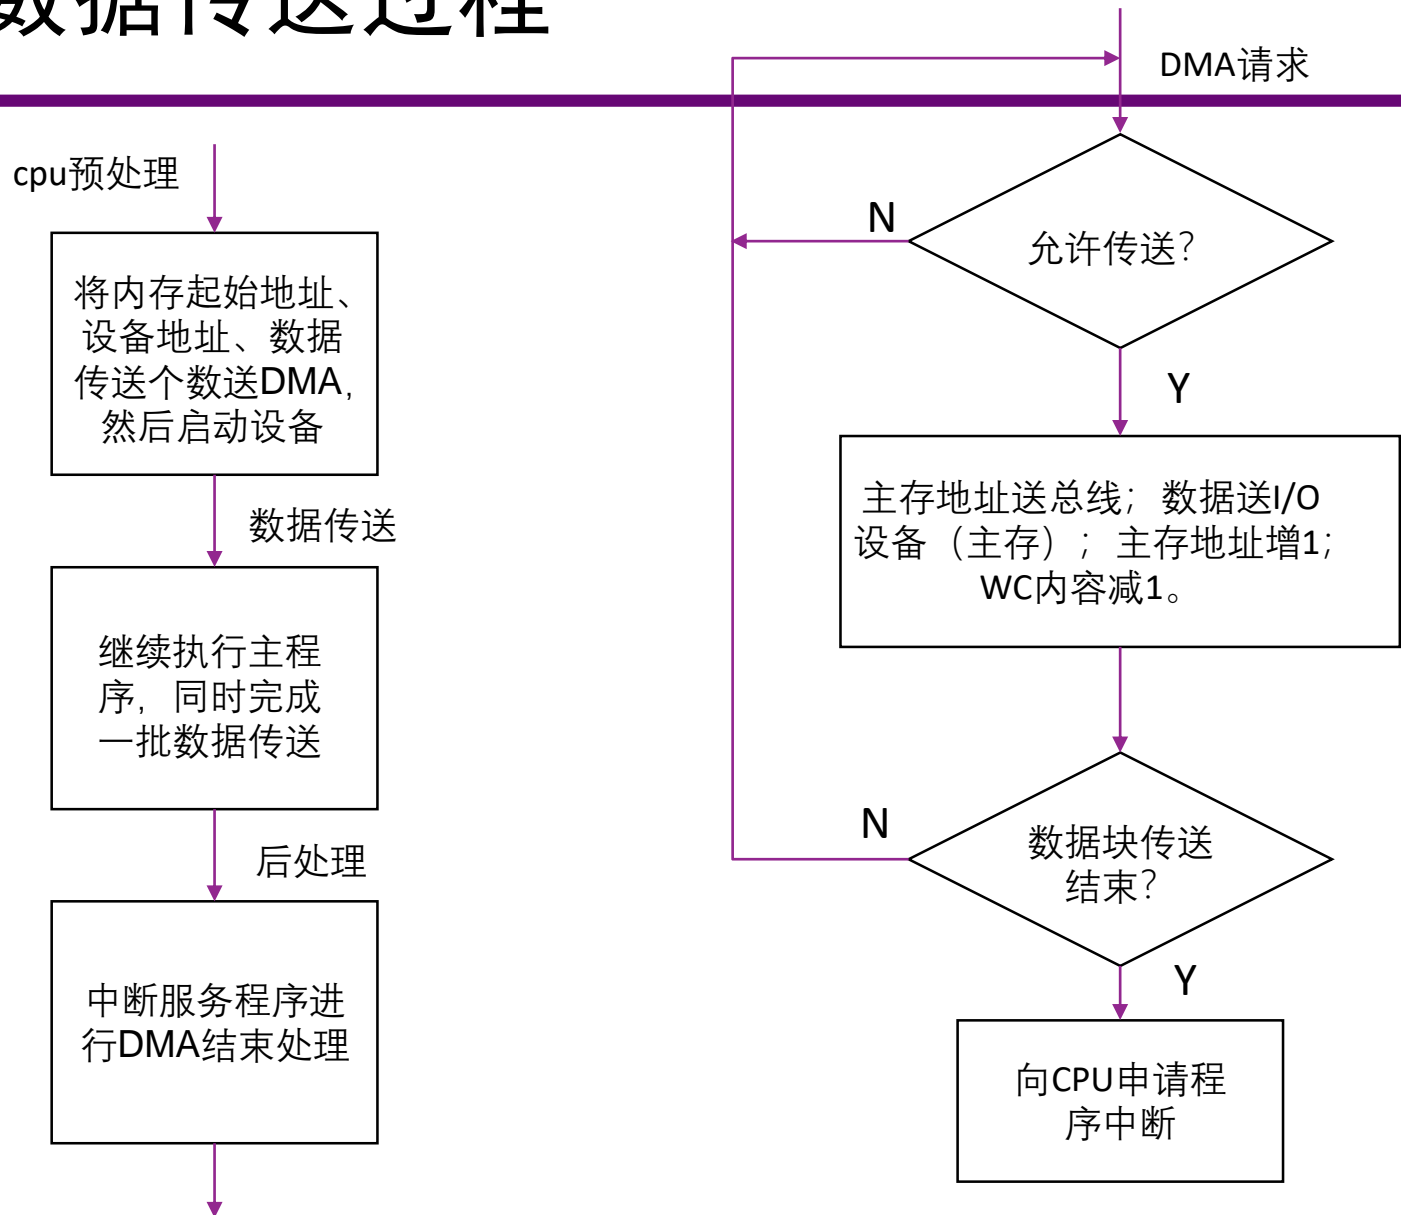 数据传送过程
cpu预处理
将内存起始地址、
设备地址、数据
传送个数送DMA,
然后启动设备
数据传送
继续执行主程
序,同时完成
一批数据传送
后处理
中断服务程序进
行DMA结束处理
DMA请求
允许传送?
N
Y
主存地址送总线;数据送I/O
设备(主存);主存地址增1;
WC内容减1。
数据块传送
结束?
N
Y
向CPU申请程
序中断